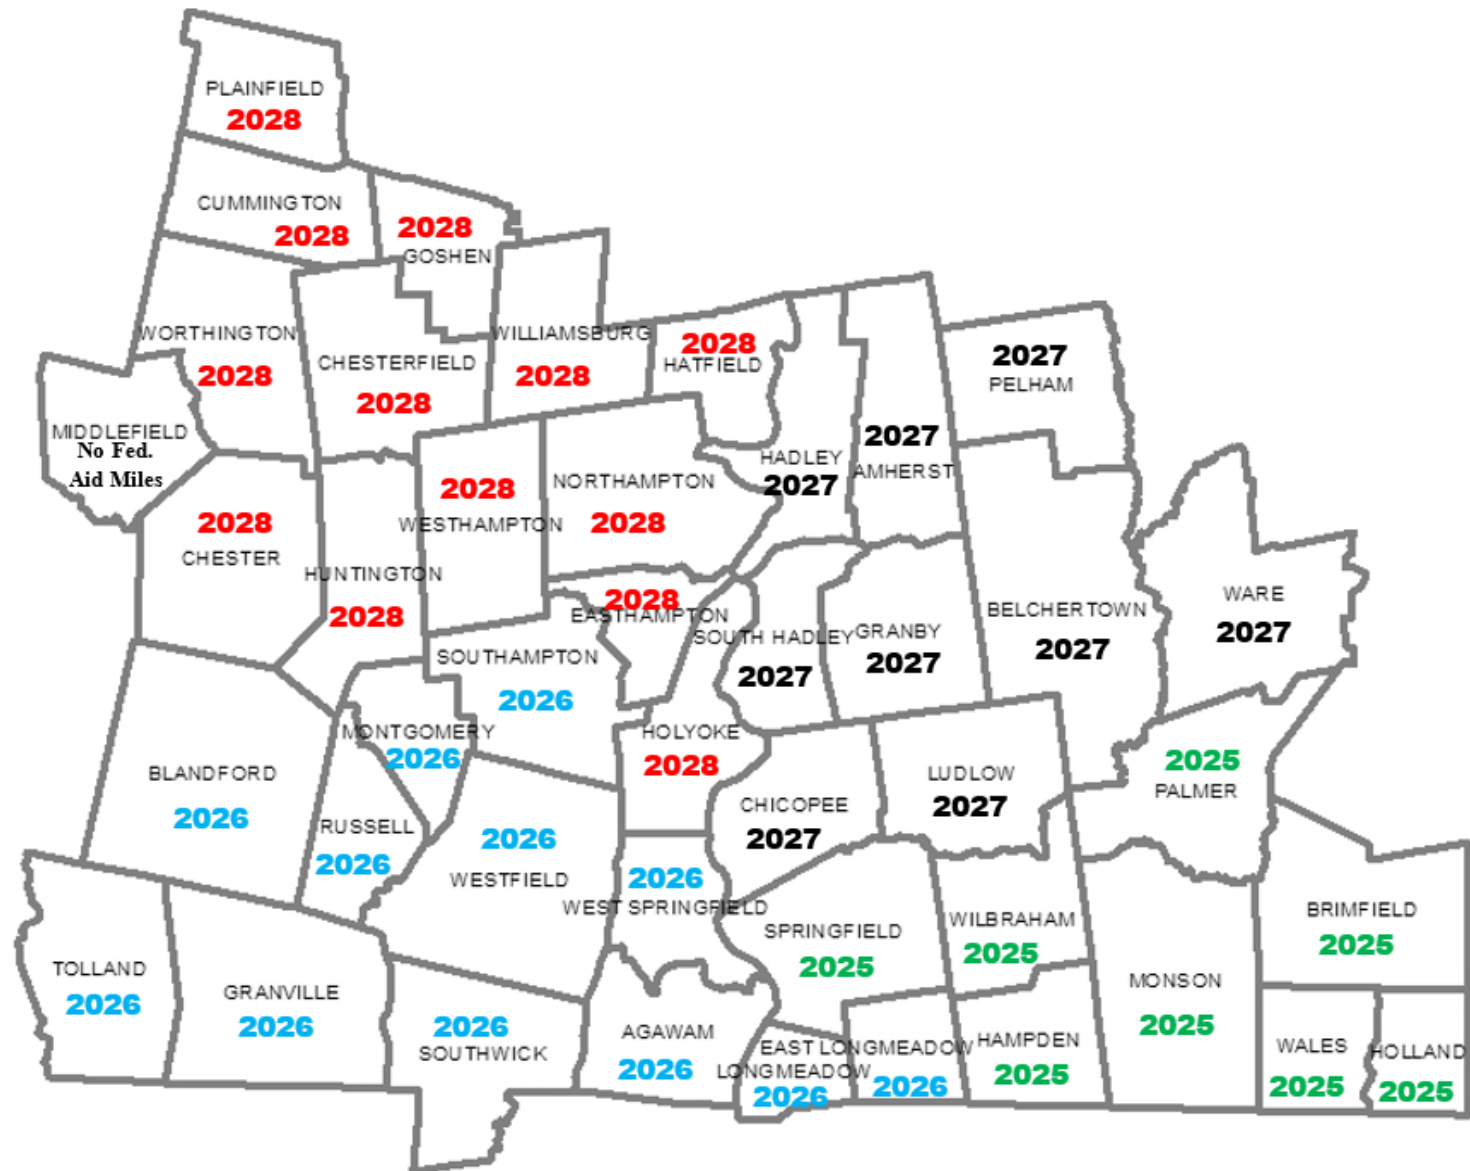 PLAINFIELD
2028
CUMMINGTON
2028
2028
GOSHEN
WORTHINGTON
2028
CHESTERFIELD
2028
WILLIAMSBURG
2028
2028
HATFIELD
2027
PELHAM
MIDDLEFIELD
No Fed.
Aid Miles
2028
CHESTER
HUNTINGTON
2028
2028
WESTHAMPTON
NORTHAMPTON
2028
HADLEY
2027
2027
AMHERST
2028
EASTHAMPTON
SOUTH HADLEY
2027
GRANBY
2027
BELCHERTOWN
2027
WARE
2027
SOUTHAMPTON
2026
MONTGOMERY
2026
HOLYOKE
2028
BLANDFORD
2026
RUSSELL
2026
2026
WESTFIELD
CHICOPEE
2027
LUDLOW
2027
2025
PALMER
2026
WEST SPRINGFIELD
SPRINGFIELD
2025
WILBRAHAM
2025
BRIMFIELD
2025
TOLLAND
2026
GRANVILLE
2026
2026
SOUTHWICK
AGAWAM
2026
LONGMEADOW
2026
EAST LONGMEADOW
2026
HAMPDEN
2025
MONSON
2025
WALES
2025
HOLLAND
2025